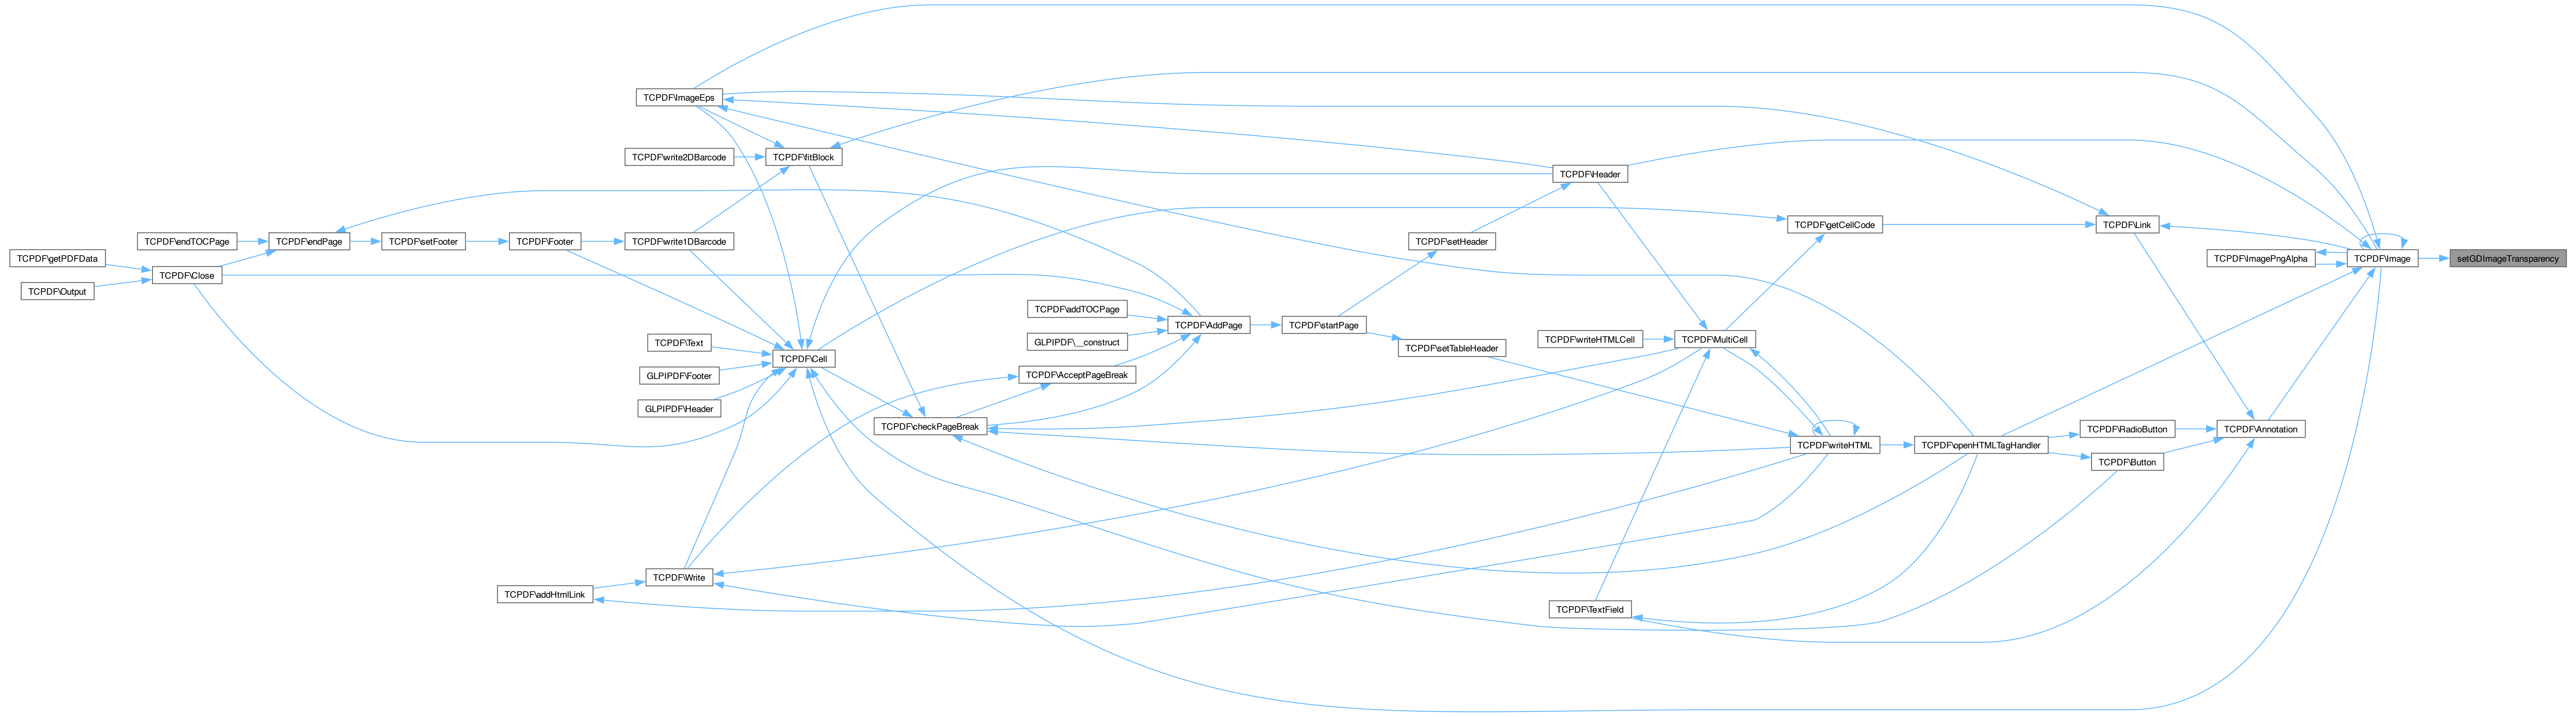 TCPDF\ImageEps
TCPDF\write2DBarcode
TCPDF\fitBlock
TCPDF\Header
TCPDF\getCellCode
TCPDF\Link
TCPDF\endTOCPage
TCPDF\endPage
TCPDF\setFooter
TCPDF\Footer
TCPDF\write1DBarcode
TCPDF\setHeader
TCPDF\getPDFData
TCPDF\ImagePngAlpha
TCPDF\Image
setGDImageTransparency
TCPDF\Close
TCPDF\Output
TCPDF\addTOCPage
TCPDF\AddPage
TCPDF\startPage
GLPIPDF\__construct
TCPDF\Text
TCPDF\writeHTMLCell
TCPDF\MultiCell
TCPDF\setTableHeader
TCPDF\Cell
GLPIPDF\Footer
TCPDF\AcceptPageBreak
GLPIPDF\Header
TCPDF\checkPageBreak
TCPDF\RadioButton
TCPDF\Annotation
TCPDF\writeHTML
TCPDF\openHTMLTagHandler
TCPDF\Button
TCPDF\Write
TCPDF\addHtmlLink
TCPDF\TextField